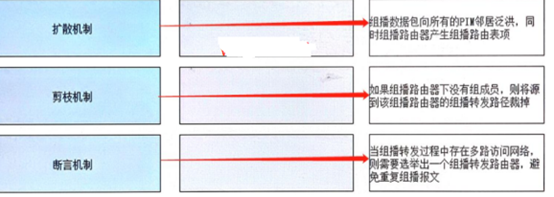 扩散机制
组播数据包向所有的PIM邻居泛洪，同
时组播路由器产生组播路由表项
剪枝机制
如果组播路由器下没有组成员，则将源
到该组播路由器的组播转发路径裁掉
断言机制
当组播转发过程中存在多路访问网络，
则需要选举出一个组播转发路由器，避
免重复组播报文